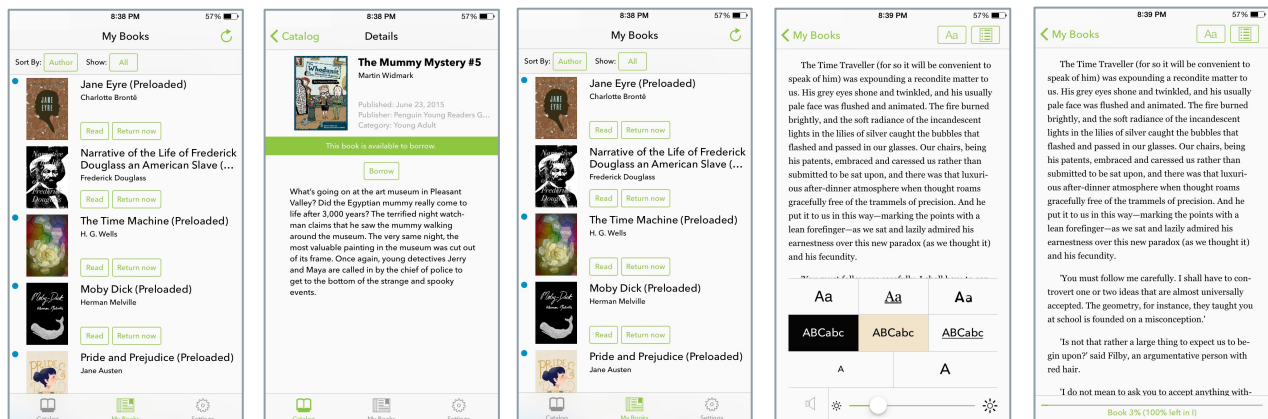 8:38 PM
57%
My Books
Sort By:
Author
Show:
All
JANE
EYRE
Jane Eyre (Preloaded)
Charlotte Brontë
Read
Return now
Narrative of the Life of Frederick
Douglass an American Slave (...
Frederick Douglass
Read
Return now
The Time Machine (Preloaded)
H. G. Wells
Read
Return now
Moby-Dick
Moby Dick (Preloaded)
Herman Melville
Read
Return now
Pride and Prejudice (Preloaded)
Jane Austen
Catalog
My Books
Settings
8:38 PM
57%
Catalog
Details
Whodunit
The Mummy Mystery #5
Martin Widmark
Published: June 23, 2015
Publisher: Penguin Young Readers G...
Category: Young Adult
This book is available to borrow.
Borrow
What's going on at the art museum in Pleasant
Valley? Did the Egyptian mummy really come to
life after 3,000 years? The terrified night watch-
man claims that he saw the mummy walking
around the museum. The very same night, the
most valuable painting in the museum was cut out
of its frame. Once again, young detectives Jerry
and Maya are called in by the chief of police to
get to the bottom of the strange and spooky
events.
Catalog
My Books
Settings
8:38 PM
57%
My Books
Sort By:
Author
Show:
All
JANE
EYRE
Jane Eyre (Preloaded)
Charlotte Brontë
Read
Return now
Narrative of the Life of Frederick
Douglass an American Slave (...
Frederick Douglass
Read
Return now
The Time Machine (Preloaded)
H. G. Wells
Read
Return now
Moby-Dick
Moby Dick (Preloaded)
Herman Melville
Read
Return now
Pride and Prejudice (Preloaded)
Jane Austen
Catalog
My Books
Settings
8:39 PM
57%
My Books
Aa
The Time Traveller (for so it will be convenient to
speak of him) was expounding a recondite matter to
us. His grey eyes shone and twinkled, and his usually
pale face was flushed and animated. The fire burned
brightly, and the soft radiance of the incandescent
lights in the lilies of silver caught the bubbles that
flashed and passed in our glasses. Our chairs, being
his patents, embraced and caressed us rather than
submitted to be sat upon, and there was that luxuri-
ous after-dinner atmosphere when thought roams
gracefully free of the trammels of precision. And he
put it to us in this way—marking the points with a
lean forefinger—as we sat and lazily admired his
earnestness over this new paradox (as we thought it)
and his fecundity.
Aa
Aa
Aa
ABCabc
ABCabc
ABCabc
A
A
8:39 PM
57%
My Books
Aa
The Time Traveller (for so it will be convenient to
speak of him) was expounding a recondite matter to
us. His grey eyes shone and twinkled, and his usually
pale face was flushed and animated. The fire burned
brightly, and the soft radiance of the incandescent
lights in the lilies of silver caught the bubbles that
flashed and passed in our glasses. Our chairs, being
his patents, embraced and caressed us rather than
submitted to be sat upon, and there was that luxuri-
ous after-dinner atmosphere when thought roams
gracefully free of the trammels of precision. And he
put it to us in this way—marking the points with a
lean forefinger—as we sat and lazily admired his
earnestness over this new paradox (as we thought it)
and his fecundity.
'You must follow me carefully. I shall have to con-
trovert one or two ideas that are almost universally
accepted. The geometry, for instance, they taught you
at school is founded on a misconception.'
'Is not that rather a large thing to expect us to be-
gin upon?' said Filby, an argumentative person with
red hair.
'I do not mean to ask you to accept anything with-
Book 3% (100% left in I)